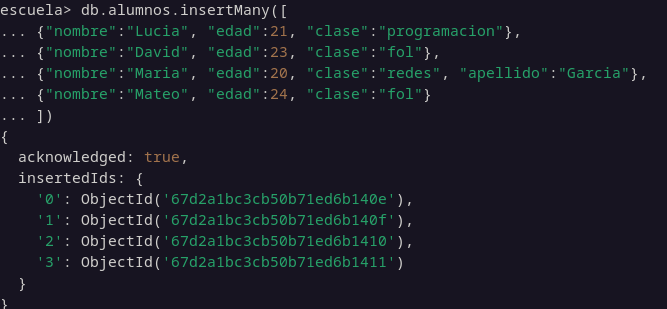 escuela> db.alumnos.insertMany([
... {"nombre":"Lucia", "edad":21, "clase":"programacion"},
... {"nombre":"David", "edad":23, "clase":"fol"},
... {"nombre":"Maria", "edad":20, "clase":"redes", "apellido":"Garcia"},
... {"nombre":"Mateo", "edad":24, "clase":"fol"}
... ])
{
  acknowledged: true,
  insertedIds: {
    '0': ObjectId('67d2a1bc3cb50b71ed6b140e'),
    '1': ObjectId('67d2a1bc3cb50b71ed6b140f'),
    '2': ObjectId('67d2a1bc3cb50b71ed6b1410'),
    '3': ObjectId('67d2a1bc3cb50b71ed6b1411')
  }
}